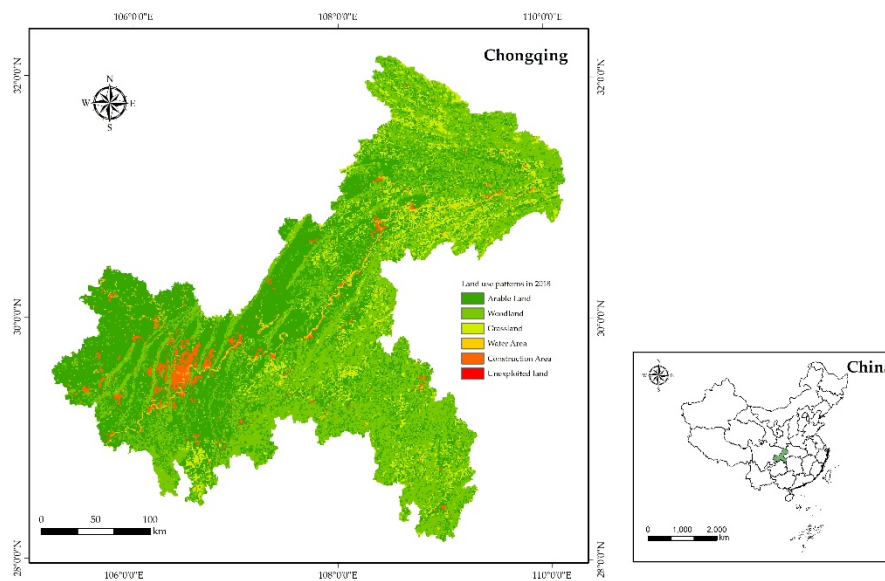 106°0'0"E 108°0'0"E 110°0'0"E
Chongqing
32°0'0"N 32°0'0"N
N
W E
S
Land use patterns in 2018
Arable Land
Woodland
Grassland
Water Area
Construction Area
Unexploited land
30°0'0"N 30°0'0"N
China
N
W E
S
0 50 100
km
0 1,000 2,000
km
28°0'0"N 28°0'0"N
106°0'0"E 108°0'0"E 110°0'0"E